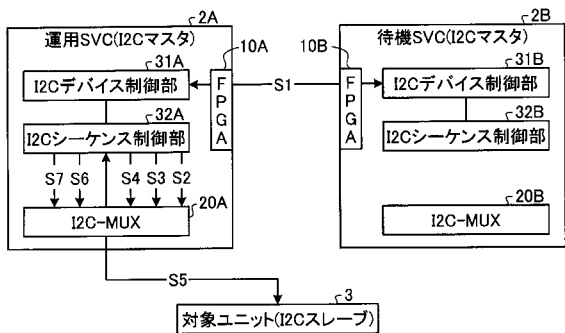 2A
運用SVC(I2Cマスタ)
31A
I2Cデバイス制御部
32A
I2Cシーケンス制御部
S7 S6 S4 S3 S2
20A
I2C-MUX
10A
FPGA
S1
10B
FPGA
2B
待機SVC(I2Cマスタ)
31B
I2Cデバイス制御部
32B
I2Cシーケンス制御部
20B
I2C-MUX
S5
3
対象ユニット(I2Cスレーブ)